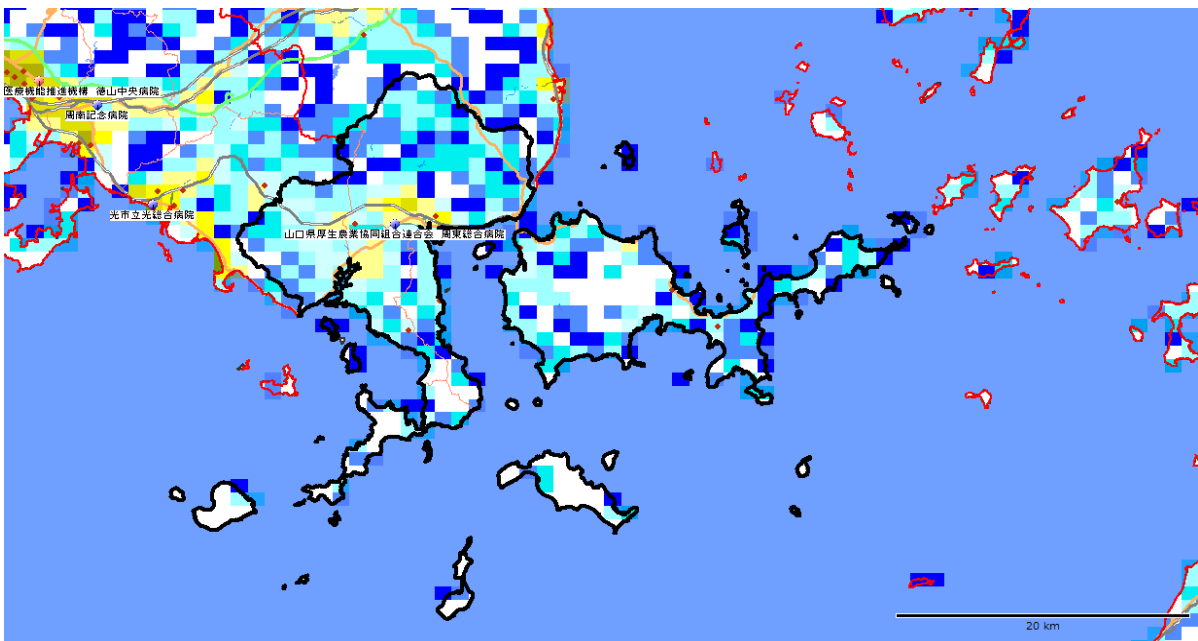 医療機能推進機構　徳山中央病院
周南記念病院
光市立光総合病院
山口県厚生農業協同組合連合会　周東総合病院
20 km